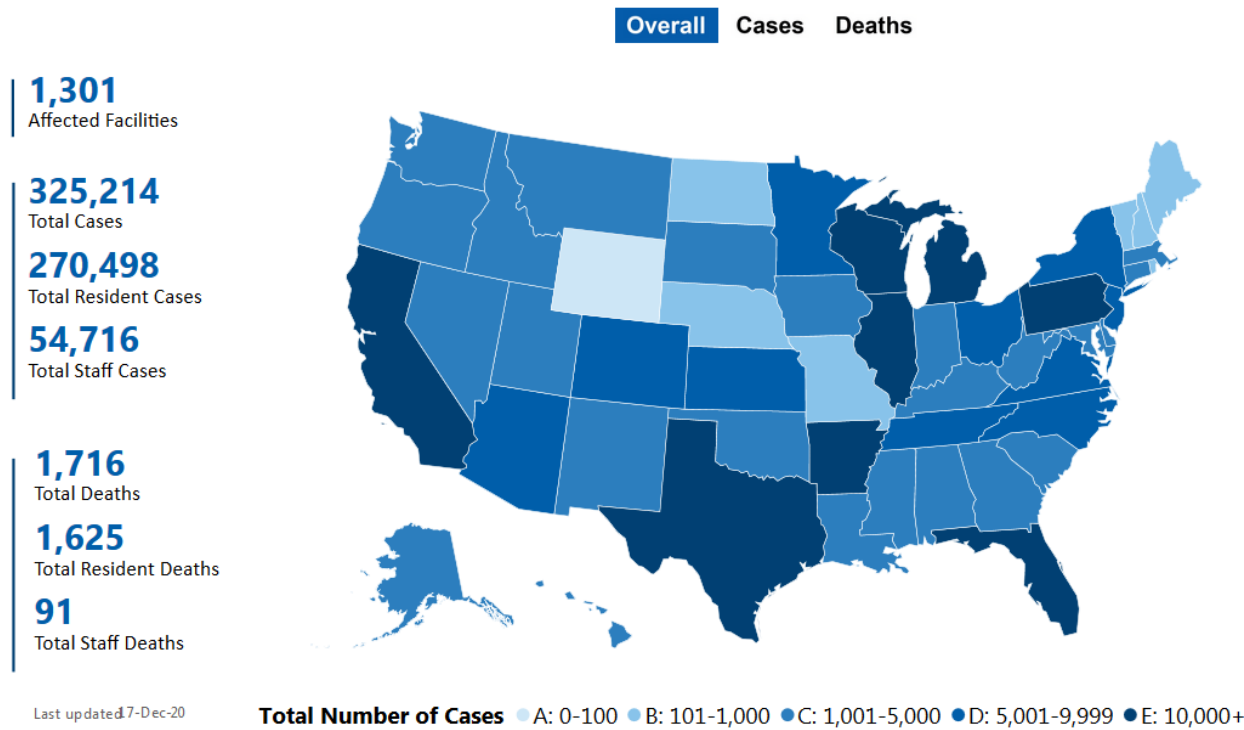 Overall Cases Deaths
1,301
Affected Facilities
325,214
Total Cases
270,498
Total Resident Cases
54,716
Total Staff Cases
1,716
Total Deaths
1,625
Total Resident Deaths
91
Total Staff Deaths
Last updated17-Dec-20
Total Number of Cases A: 0-100 B: 101-1,000 C: 1,001-5,000 D: 5,001-9,999 E: 10,000+